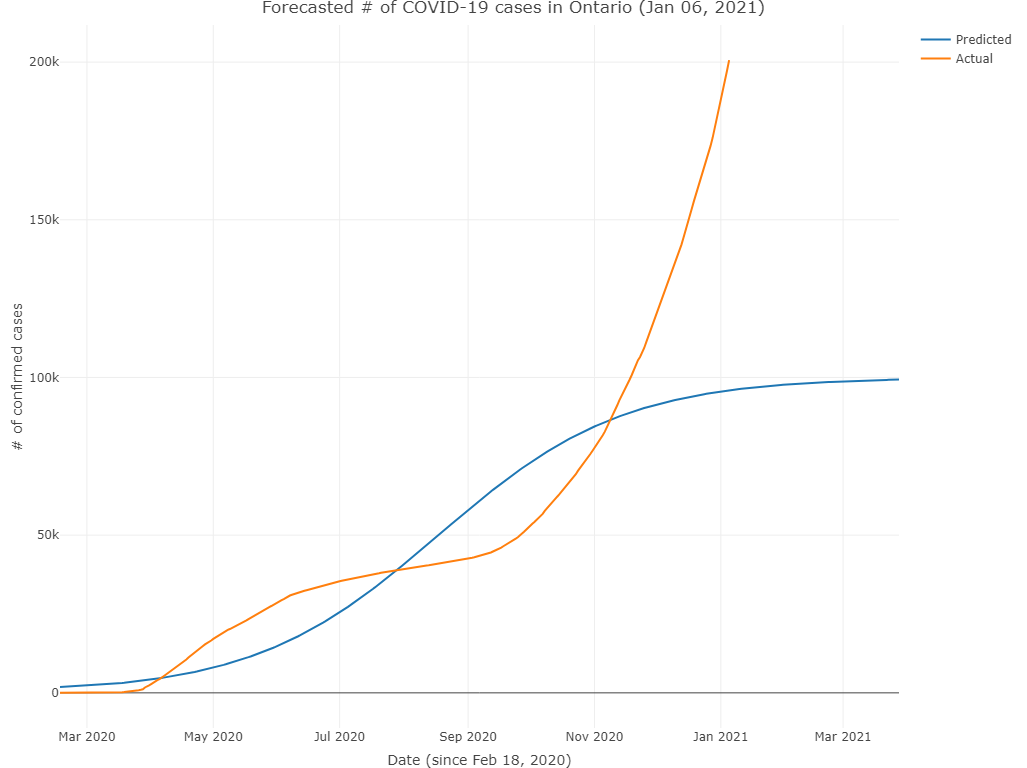 Forecasted # of COVID-19 cases in Ontario (Jan 06, 2021)
Predicted
Actual
200k
150k
100k
50k
0
# of confirmed cases
Mar 2020
May 2020
Jul 2020
Sep 2020
Nov 2020
Jan 2021
Mar 2021
Date (since Feb 18, 2020)